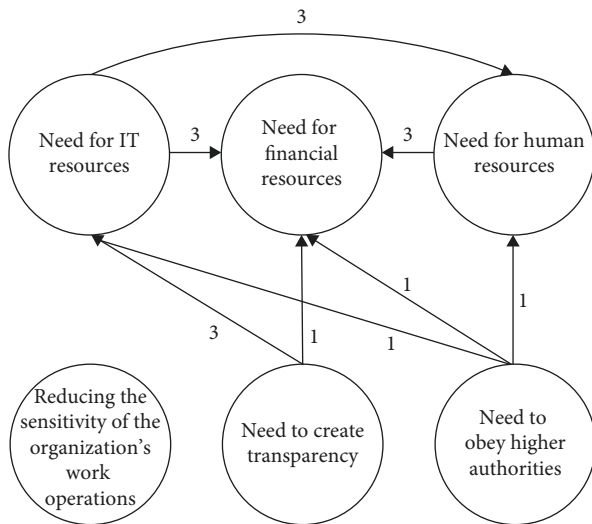 3
Need for IT
resources
3
Need for
financial
resources
3
Need for human
resources
3
1
1
1
1
Reducing the
sensitivity of the
organization's
work
operations
Need to create
transparency
Need to
obey higher
authorities